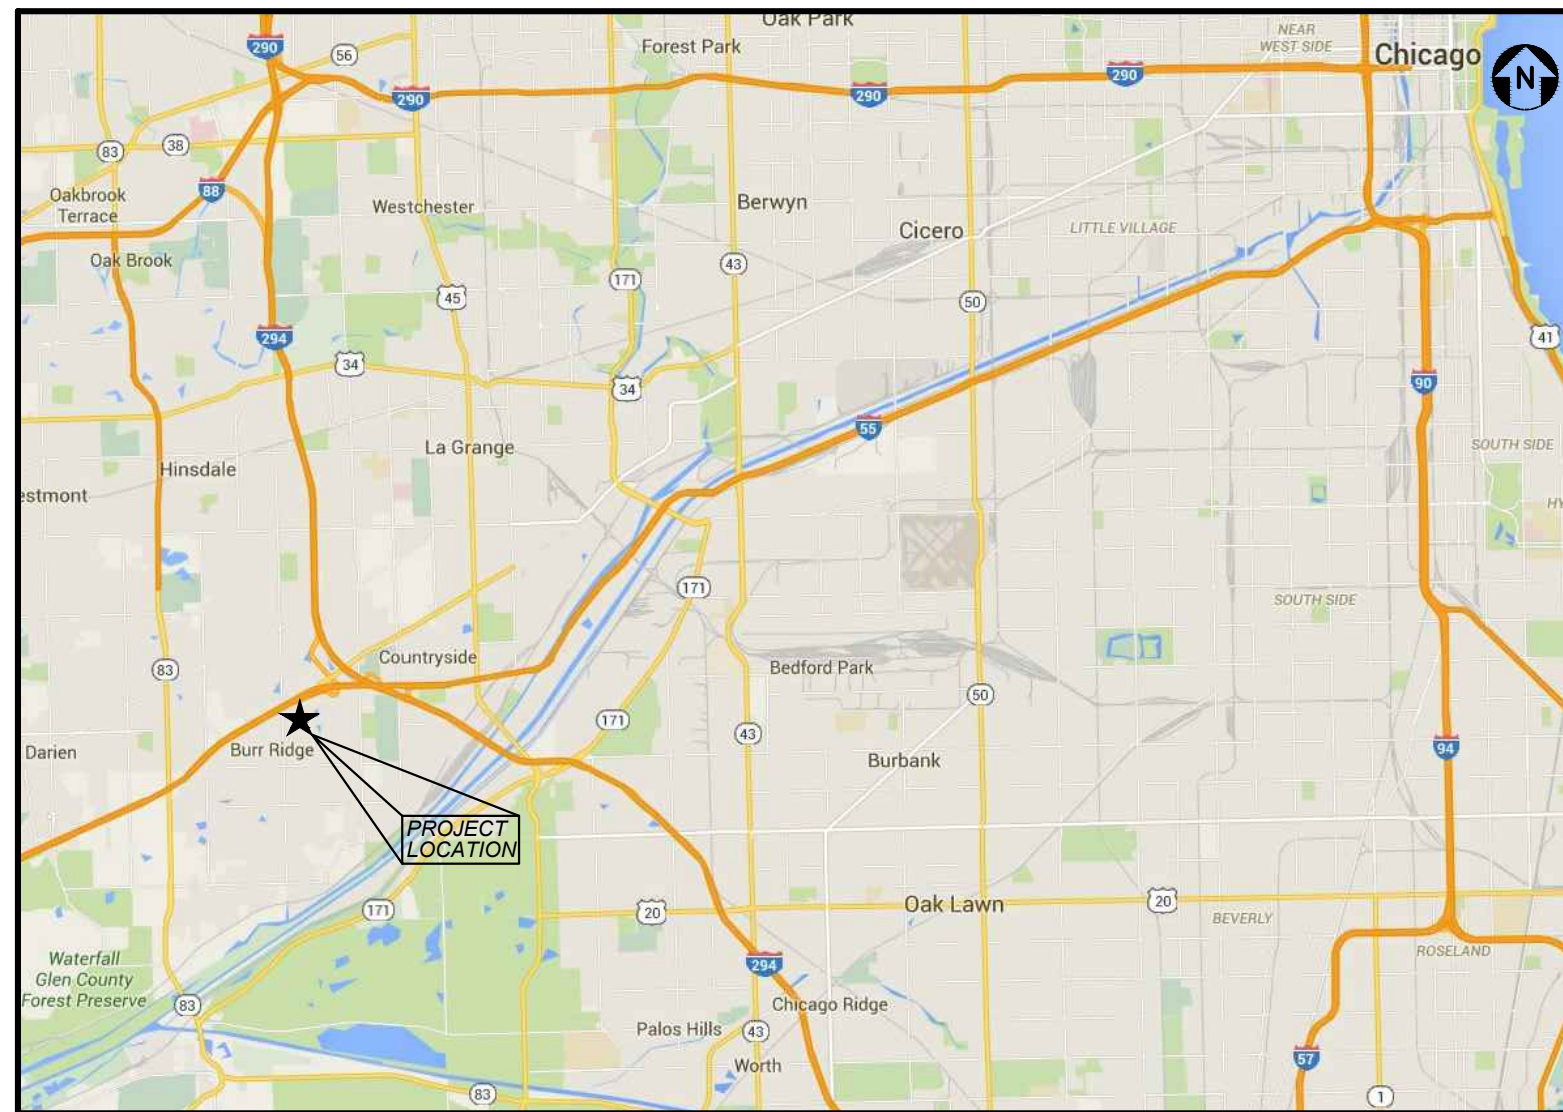 Oak Park
NEAR
WEST SIDE
290
56
Forest Park
Chicago
N
290
290
290
83
38
88
Oakbrook
Terrace
Westchester
Berwyn
Cicero
LITTLE VILLAGE
Oak Brook
171
43
45
50
294
34
34
41
90
55
La Grange
SOUTH SIDE
Hinsdale
estmont
HY
171
SOUTH SIDE
83
Countryside
Bedford Park
50
171
43
94
Darien
Burr Ridge
Burbank
PROJECT
LOCATION
171
20
Oak Lawn
20
BEVERLY
ROSELAND
Waterfall
Glen County
Forest Preserve
294
83
Chicago Ridge
Palos Hills
43
Worth
57
83
1